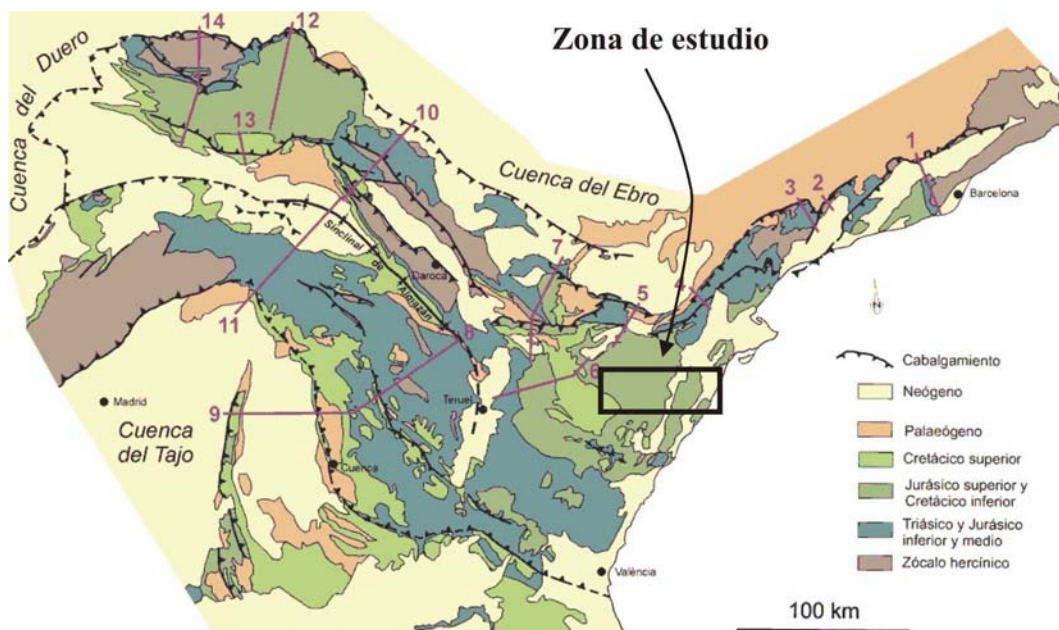 Zona de estudio
14
12
Cuenca del Duero
13
10
Cuenca del Ebro
3
2
1
Barcelona
Sinclinal de Almazán
Daroca
7
4
5
11
8
6
N
Madrid
9
Teruel
Cuenca del Tajo
Cuenca
València
Cabalgamiento
Neógeno
Palaeógeno
Cretácico superior
Jurásico superior y
Cretácico inferior
Triásico y Jurásico
inferior y medio
Zócalo hercínico
100 km